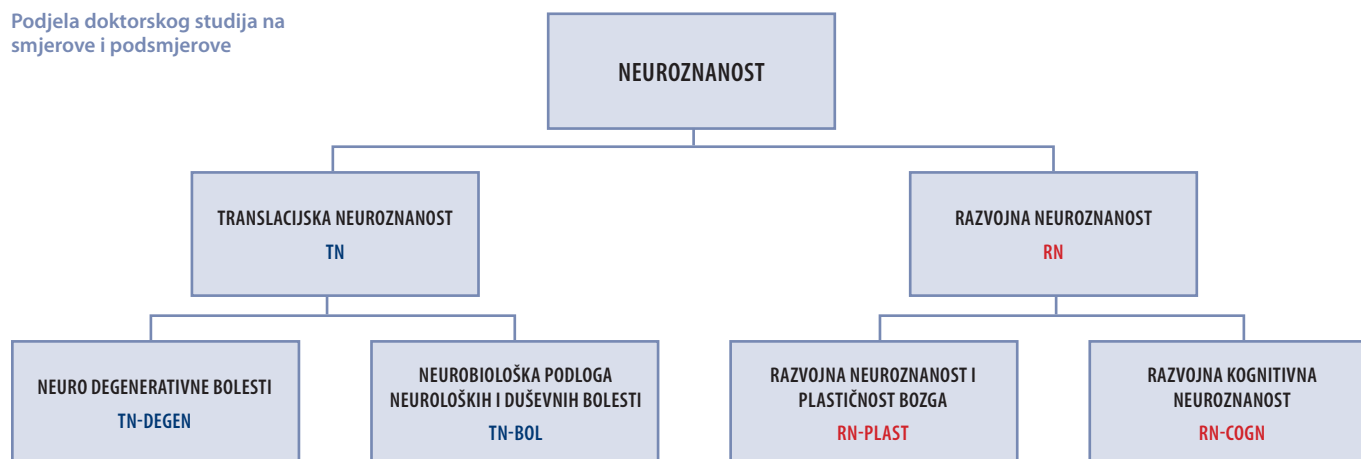 Podjela doktorskog studija na
smjerove i podsmjerove
NEUROZNANOST
TRANSLACIJSKA NEUROZNANOST
TN
RAZVOJNA NEUROZNANOST
RN
NEURO DEGENERATIVNE BOLESTI
TN-DEGEN
NEUROBIOLOŠKA PODLOGA
NEUROLOŠKIH I DUŠEVNIH BOLESTI
TN-BOL
RAZVOJNA NEUROZNANOST I
PLASTIČNOST BOZGA
RN-PLAST
RAZVOJNA KOGNITIVNA
NEUROZNANOST
RN-COGN